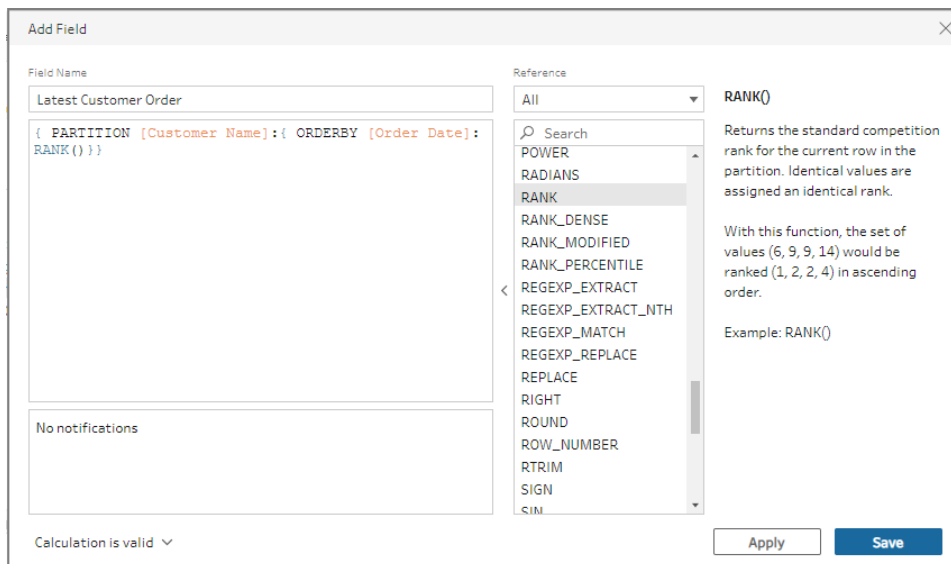 Add Field
Field Name
Latest Customer Order
{ PARTITION [Customer Name]:{ ORDERBY [Order Date]:
RANK()}}
No notifications
Calculation is valid
Reference
All
Search
POWER
RADIANS
RANK
RANK_DENSE
RANK_MODIFIED
RANK_PERCENTILE
REGEXP_EXTRACT
REGEXP_EXTRACT_NTH
REGEXP_MATCH
REGEXP_REPLACE
REPLACE
RIGHT
ROUND
ROW_NUMBER
RTRIM
SIGN
SIN
RANK()
Returns the standard competition
rank for the current row in the
partition. Identical values are
assigned an identical rank.
With this function, the set of
values (6, 9, 9, 14) would be
ranked (1, 2, 2, 4) in ascending
order.
Example: RANK()
Apply
Save